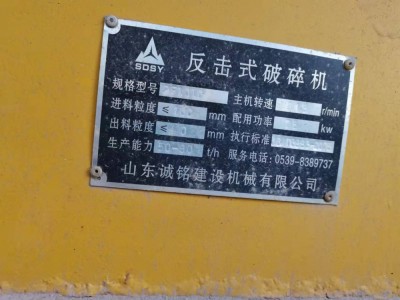 SDSY
反击式破碎机
规格型号 主机转速 r/min
进料粒度 mm 配用功率 kw
出料粒度 mm 执行标准
生产能力 t/h 服务电话:0539-8389737
山东诚铭建设机械有限公司